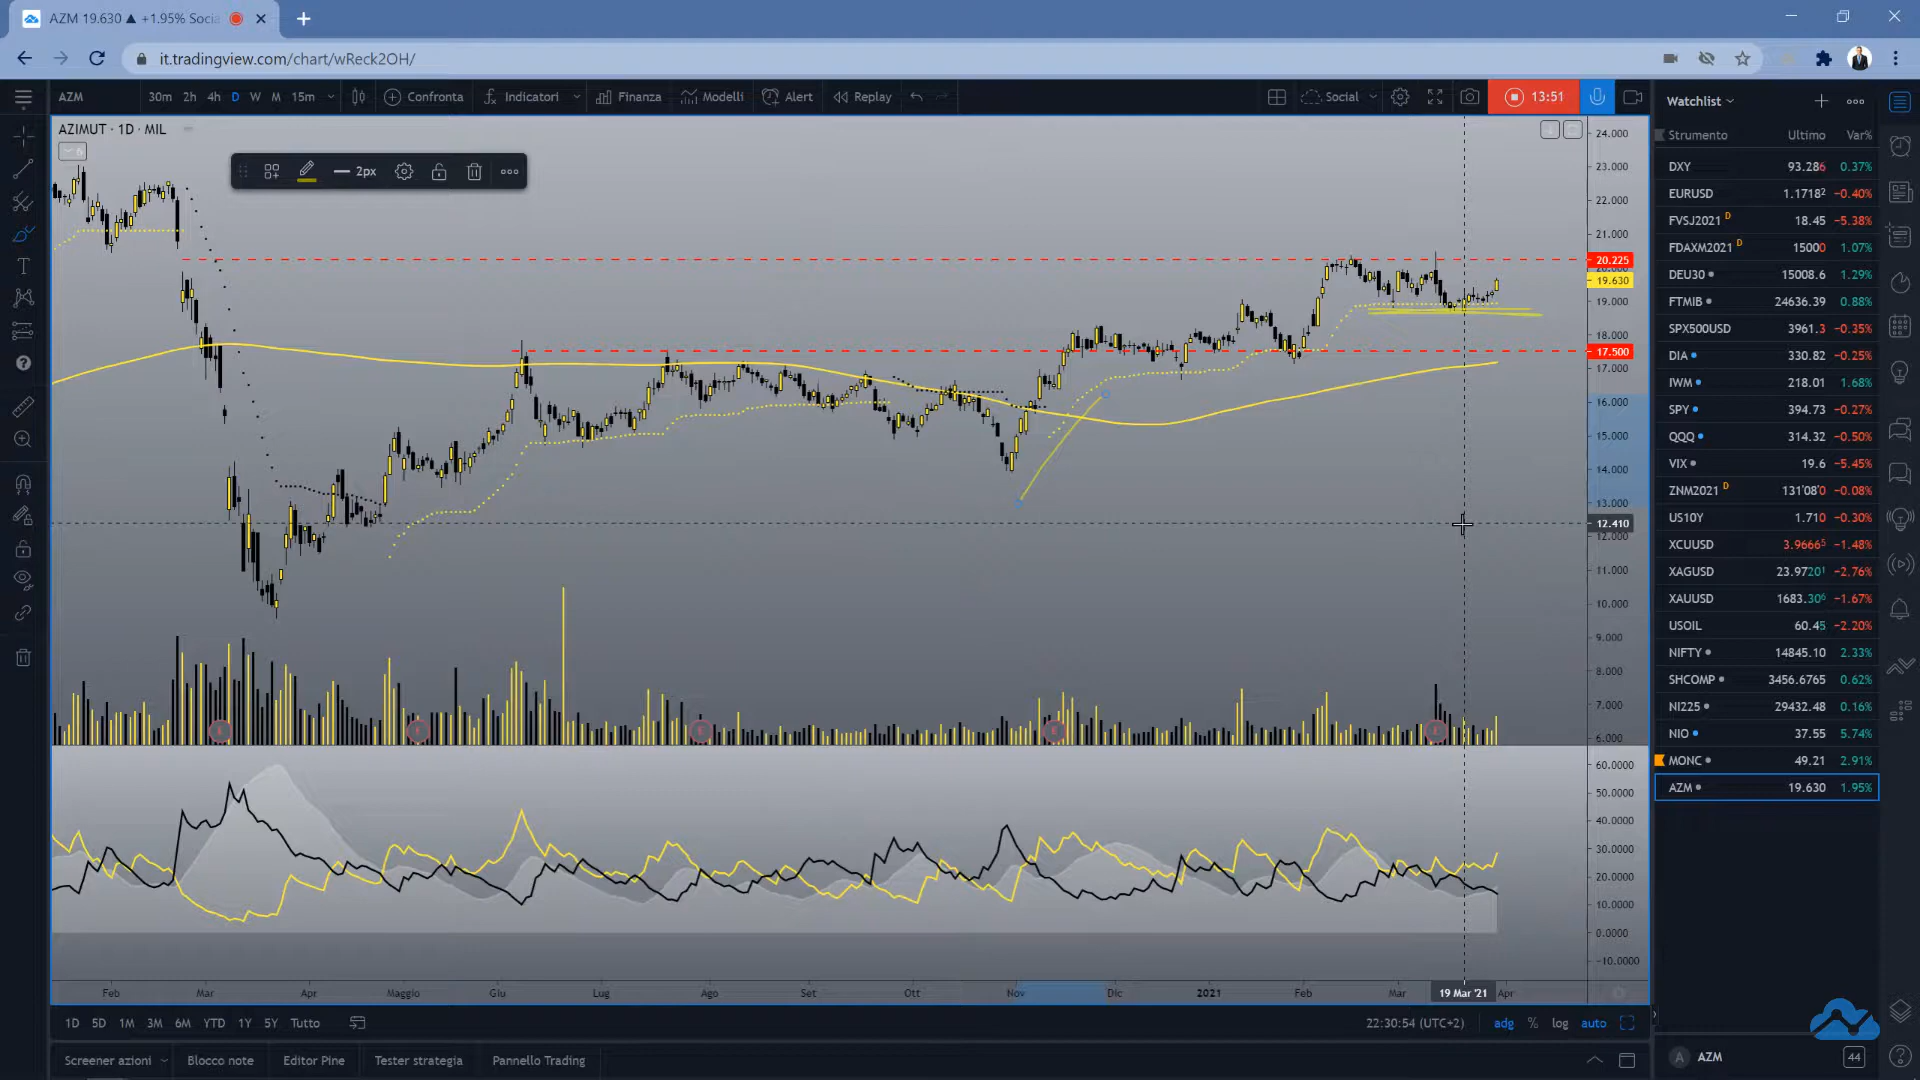 AZM 19.630 ▲ +1.95% Socia
it.tradingview.com/chart/wReck2OH/
AZM 30m 2h 4h D W M 15m Confronta Indicatori Finanza Modelli Alert Replay Social 13:51
AZIMUT · 1D · MIL
2px
24.000
23.000
22.000
21.000
20.225
19.630
19.000
18.000
17.500
17.000
16.000
15.000
14.000
13.000
12.410
12.000
11.000
10.000
9.000
8.000
7.000
6.000
60.0000
50.0000
40.0000
30.0000
20.0000
10.0000
0.0000
-10.0000
Feb Mar Apr Maggio Giu Lug Ago Set Ott Nov Dic 2021 Feb Mar 19 Mar '21 Apr
1D 5D 1M 3M 6M YTD 1Y 5Y Tutto 22:30:54 (UTC+2) adg % log auto
Screener azioni Blocco note Editor Pine Tester strategia Pannello Trading
Watchlist
Strumento Ultimo Var%
DXY 93.286 0.37%
EURUSD 1.1718² −0.40%
FVSJ2021 D 18.45 −5.38%
FDAXM2021 D 15000 1.07%
DEU30 15008.6 1.29%
FTMIB 24636.39 0.88%
SPX500USD 3961.3 −0.35%
DIA 330.82 −0.25%
IWM 218.01 1.68%
SPY 394.73 −0.27%
QQQ 314.32 −0.50%
VIX 19.6 −5.45%
ZNM2021 D 131'08'0 −0.08%
US10Y 1.710 −0.30%
XCUUSD 3.9666⁵ −1.48%
XAGUSD 23.9720¹ −2.76%
XAUUSD 1683.30⁶ −1.67%
USOIL 60.45 −2.20%
NIFTY 14845.10 2.33%
SHCOMP 3456.6765 0.62%
NI225 29432.48 0.16%
NIO 37.55 5.74%
MONC 49.21 2.91%
AZM 19.630 1.95%
A AZM 44